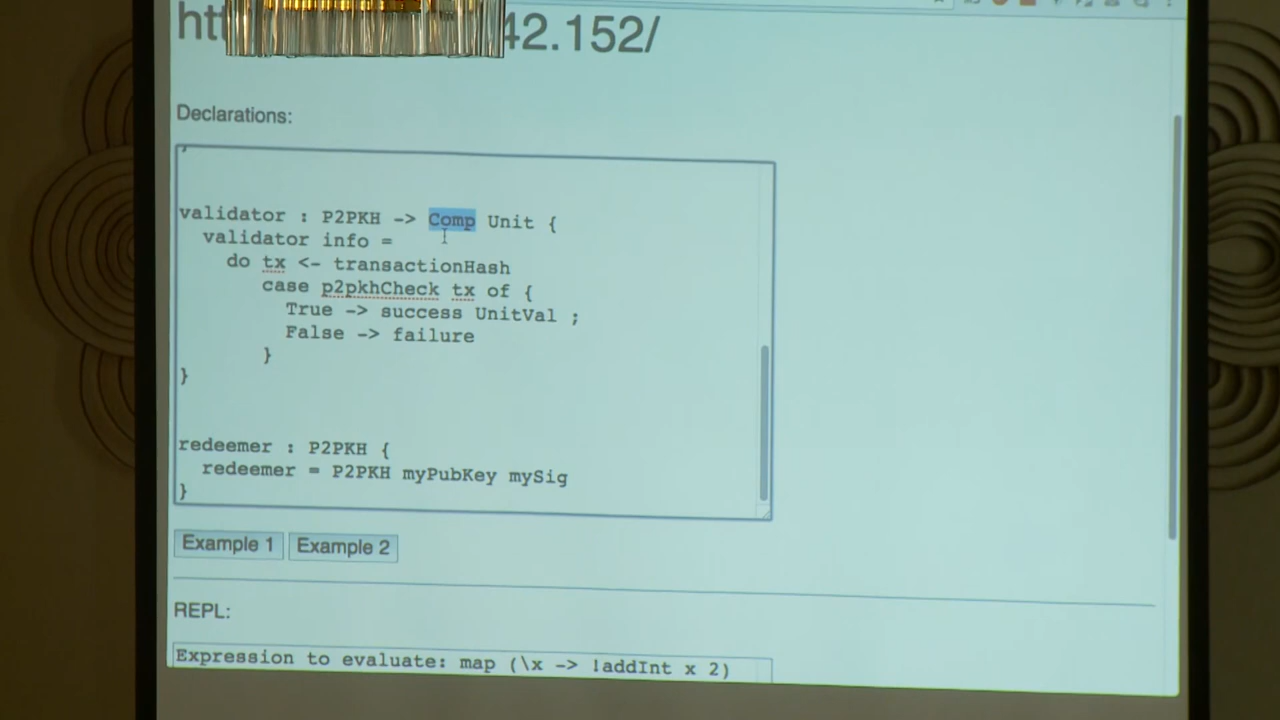 42.152/
Declarations:
}
validator : P2PKH -> Comp Unit {
validator info =
do tx <- transactionHash
case p2pkhCheck tx of {
True -> success UnitVal ;
False -> failure
}
}
redeemer : P2PKH {
redeemer = P2PKH myPubKey mySig
}
Example 1 Example 2
REPL:
Expression to evaluate: map (\x -> !addInt x 2)